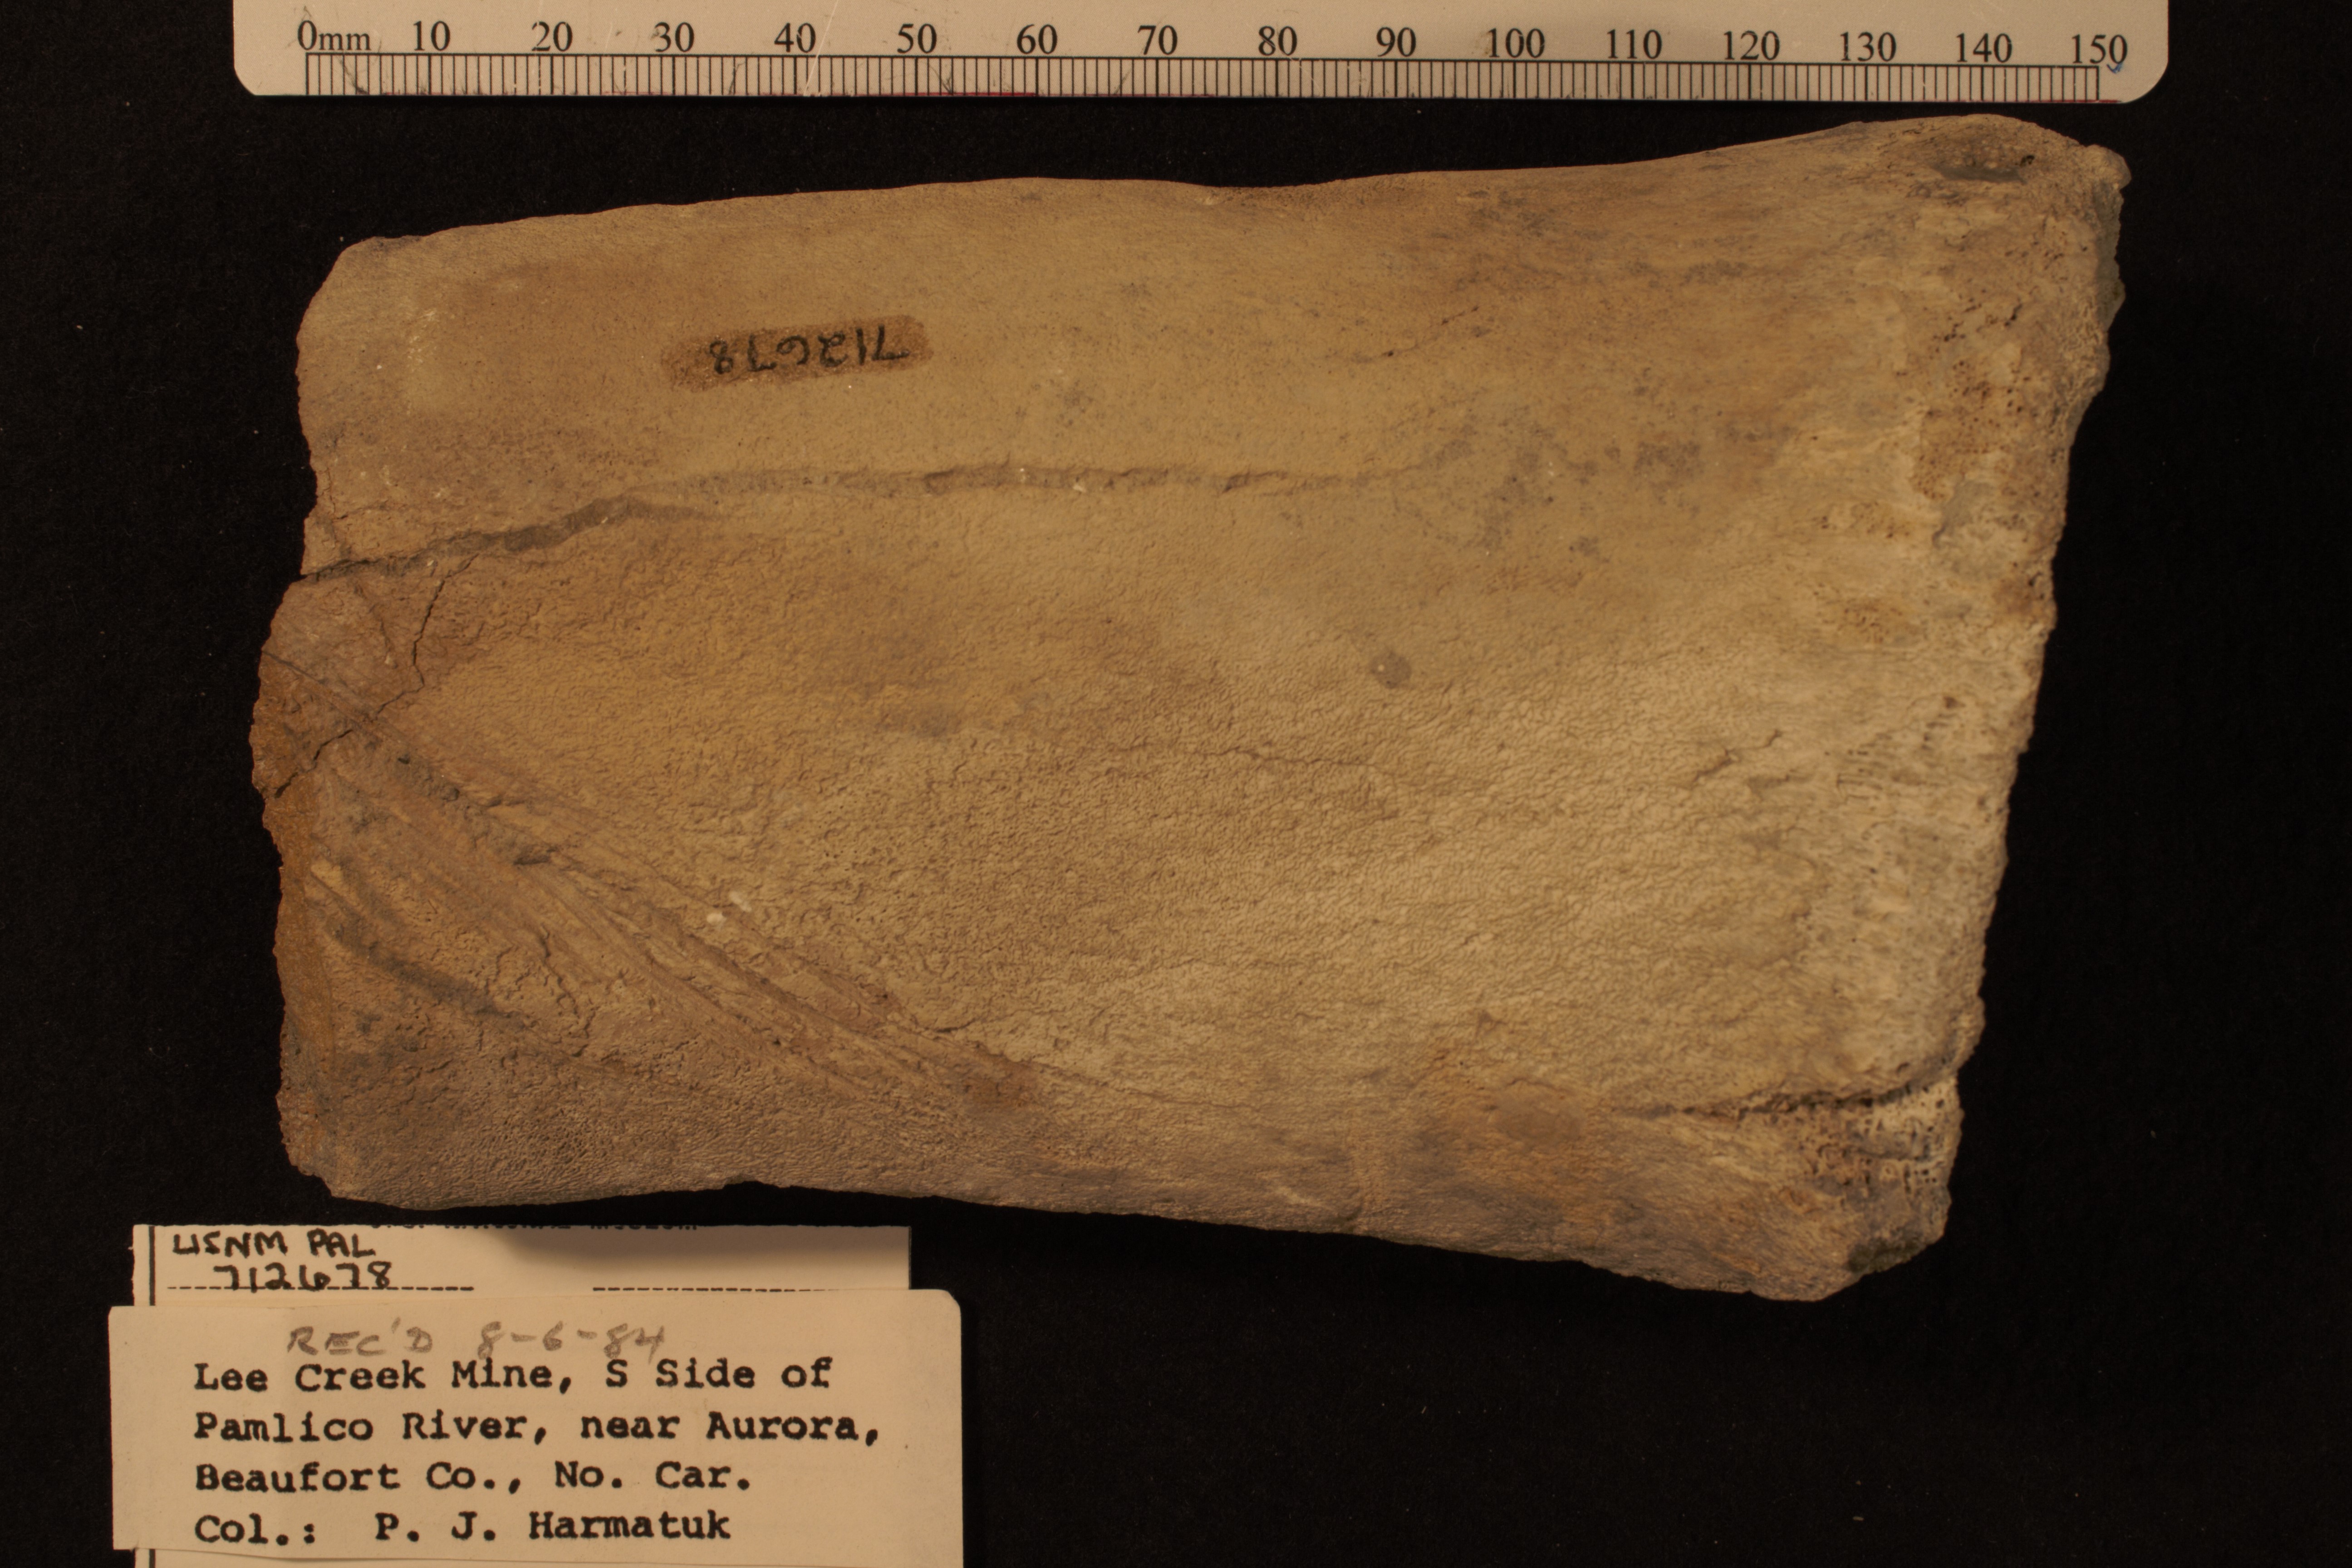 0mm 10 20 30 40 50 60 70 80 90 100 110 120 130 140 150
712678
USNM PAL
712678
REC'D 8-6-84
Lee Creek Mine, S Side of
Pamlico River, near Aurora,
Beaufort Co., No. Car.
Col.: P. J. Harmatuk